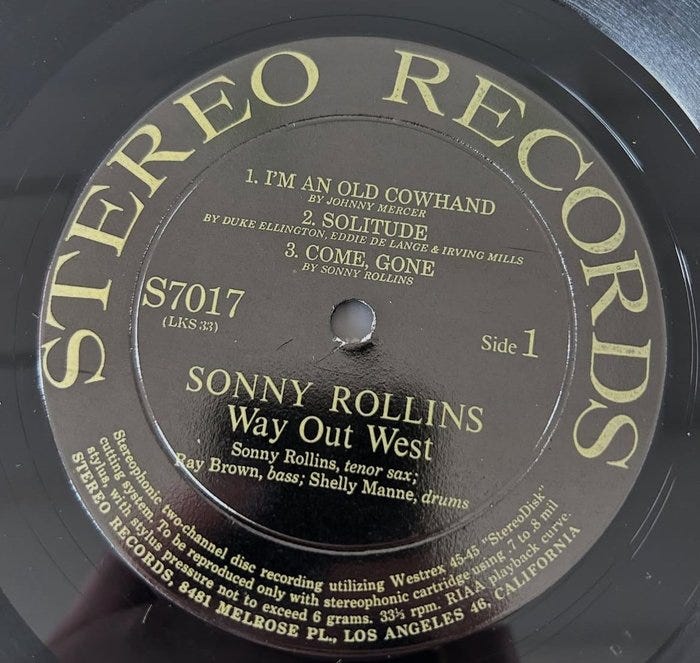 STEREO RECORDS
1. I'M AN OLD COWHAND
BY JOHNNY MERCER
2. SOLITUDE
BY DUKE ELLINGTON, EDDIE DE LANGE & IRVING MILLS
3. COME, GONE
BY SONNY ROLLINS
S7017
(LKS 33)
Side 1
SONNY ROLLINS
Way Out West
Sonny Rollins, tenor sax;
Ray Brown, bass; Shelly Manne, drums
Stereophonic two-channel disc recording utilizing Westrex 45-45 "StereoDisk"
cutting system. To be reproduced only with stereophonic cartridge using .7 to .8 mil
stylus, with stylus pressure not to exceed 6 grams. 33⅓ rpm. RIAA playback curve.
STEREO RECORDS, 8481 MELROSE PL., LOS ANGELES 46, CALIFORNIA